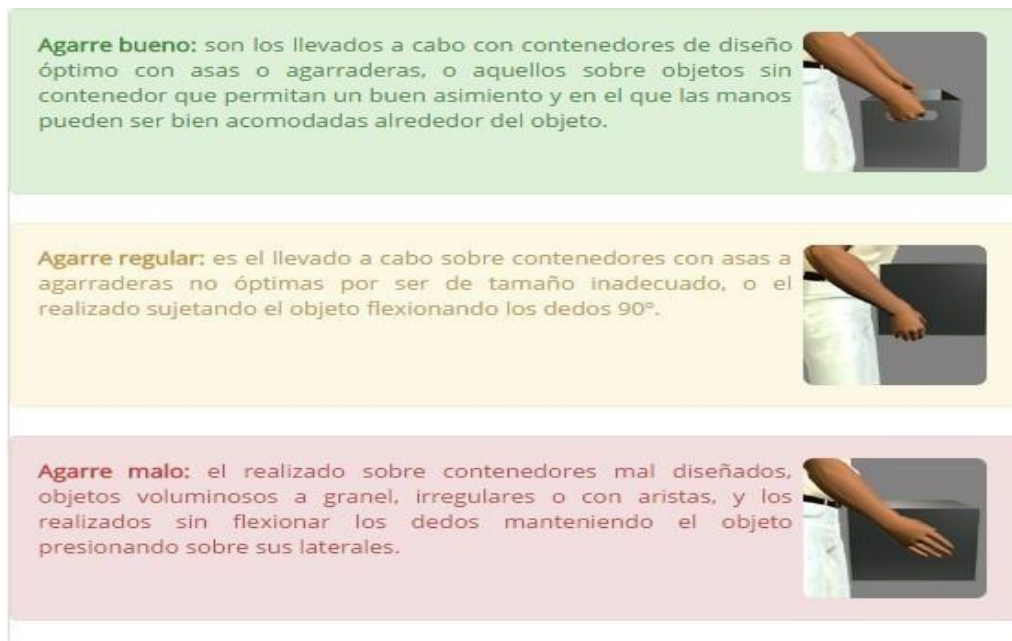 Agarre bueno: son los llevados a cabo con contenedores de diseño
óptimo con asas o agarraderas, o aquellos sobre objetos sin
contenedor que permitan un buen asimiento y en el que las manos
pueden ser bien acomodadas alrededor del objeto.
Agarre regular: es el llevado a cabo sobre contenedores con asas a
agarraderas no óptimas por ser de tamaño inadecuado, o el
realizado sujetando el objeto flexionando los dedos 90º.
Agarre malo: el realizado sobre contenedores mal diseñados,
objetos voluminosos a granel, irregulares o con aristas, y los
realizados sin flexionar los dedos manteniendo el objeto
presionando sobre sus laterales.